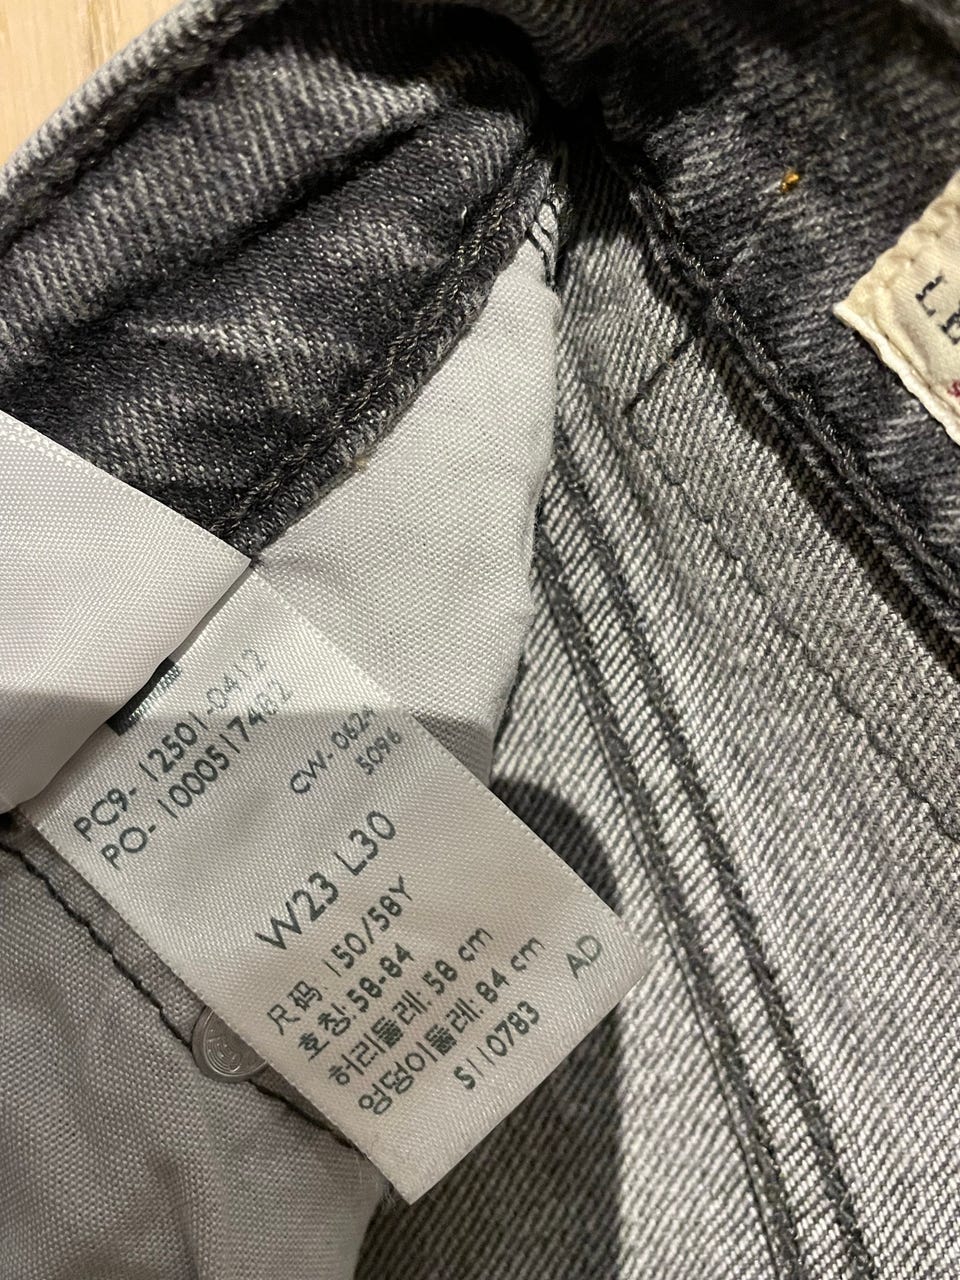 PC9-12501-0412
PO-1000517482
CW-0624
5096
W23 L30
尺码: 150/58Y
호칭:58-84
허리둘레: 58 cm
엉덩이둘레: 84 cm
S110783
AD